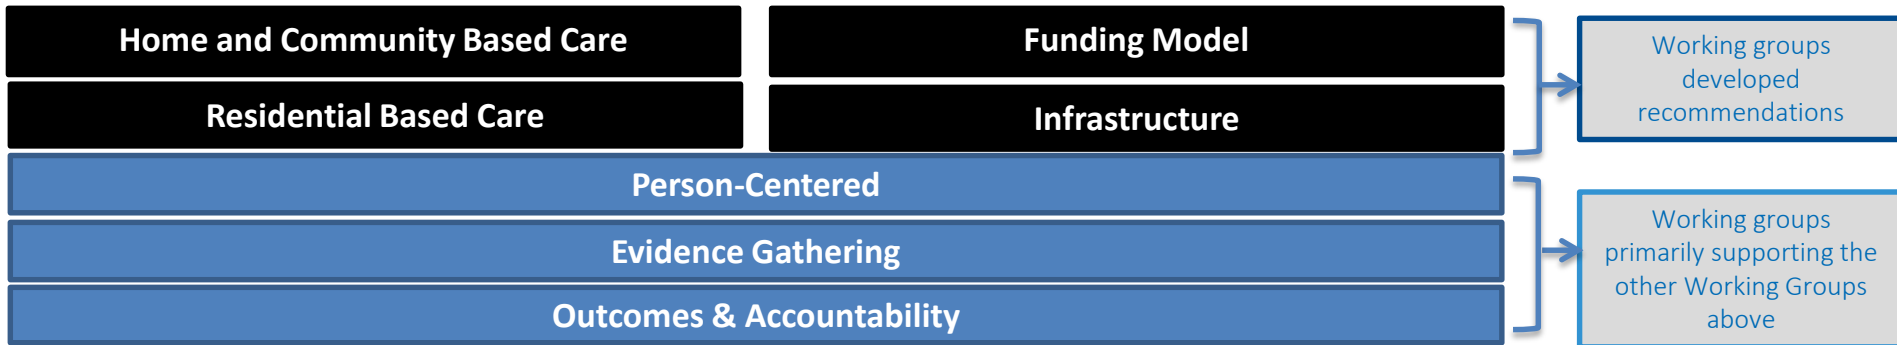 Home and Community Based Care
Funding Model
Residential Based Care
Infrastructure
Person-Centered
Evidence Gathering
Outcomes & Accountability
Working groups
developed
recommendations
Working groups
primarily supporting the
other Working Groups
above